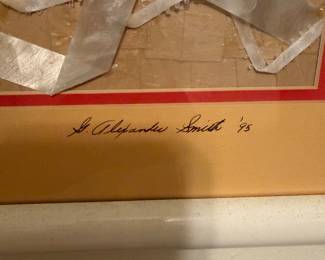 G. Alexander Smith '95